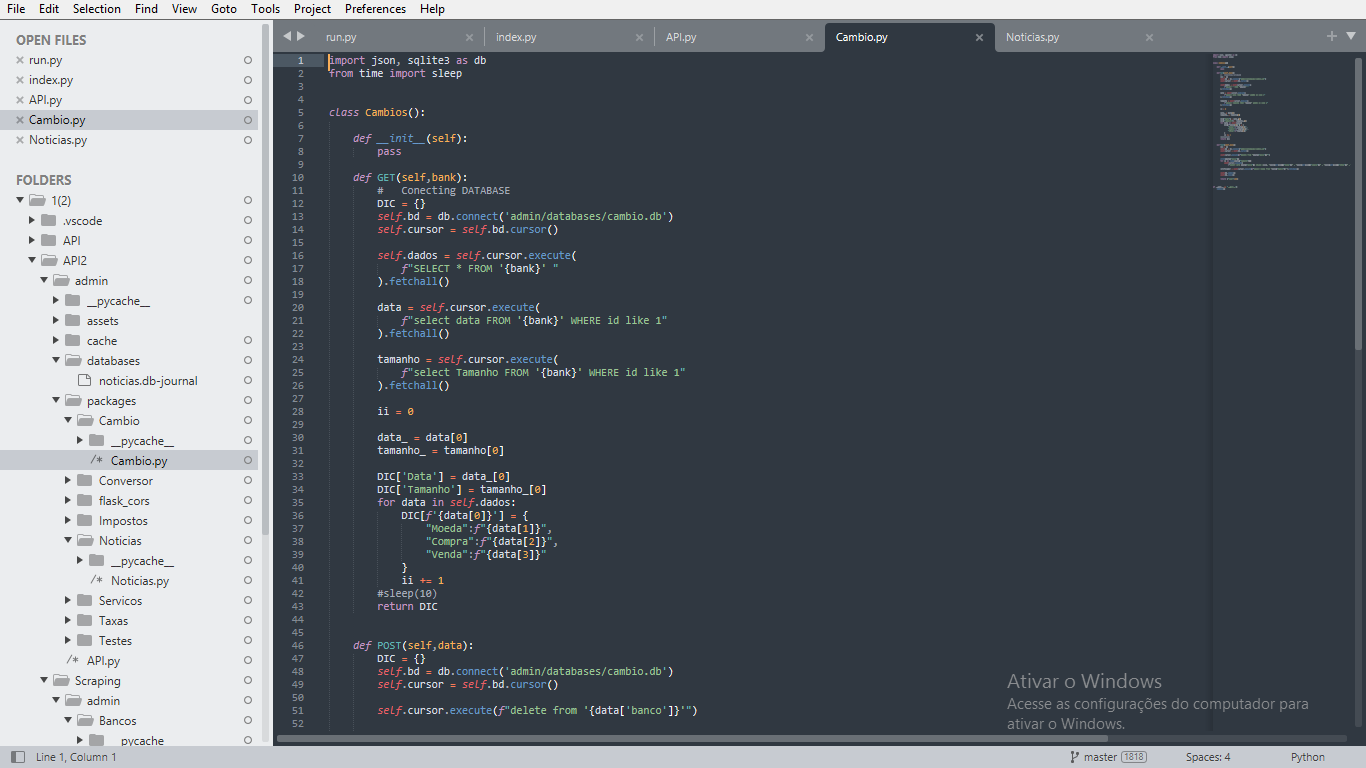 File Edit Selection Find View Goto Tools Project Preferences Help
OPEN FILES
run.py
index.py
API.py
Cambio.py
Noticias.py
FOLDERS
1(2)
.vscode
API
API2
admin
__pycache__
assets
cache
databases
noticias.db-journal
packages
Cambio
__pycache__
/* Cambio.py
Conversor
flask_cors
Impostos
Noticias
__pycache__
/* Noticias.py
Servicos
Taxas
Testes
/* API.py
Scraping
admin
Bancos
pycache
run.py index.py API.py Cambio.py Noticias.py
1 import json, sqlite3 as db
2 from time import sleep
3
4
5 class Cambios():
6
7     def __init__(self):
8         pass
9
10     def GET(self,bank):
11         #   Conecting DATABASE
12         DIC = {}
13         self.bd = db.connect('admin/databases/cambio.db')
14         self.cursor = self.bd.cursor()
15
16         self.dados = self.cursor.execute(
17             f"SELECT * FROM '{bank}' "
18         ).fetchall()
19
20         data = self.cursor.execute(
21             f"select data FROM '{bank}' WHERE id like 1"
22         ).fetchall()
23
24         tamanho = self.cursor.execute(
25             f"select Tamanho FROM '{bank}' WHERE id like 1"
26         ).fetchall()
27
28         ii = 0
29
30         data_ = data[0]
31         tamanho_ = tamanho[0]
32
33         DIC['Data'] = data_[0]
34         DIC['Tamanho'] = tamanho_[0]
35         for data in self.dados:
36             DIC[f'{data[0]}'] = {
37                 "Moeda":f"{data[1]}",
38                 "Compra":f"{data[2]}",
39                 "Venda":f"{data[3]}"
40             }
41             ii += 1
42         #sleep(10)
43         return DIC
44
45
46     def POST(self,data):
47         DIC = {}
48         self.bd = db.connect('admin/databases/cambio.db')
49         self.cursor = self.bd.cursor()
50
51         self.cursor.execute(f"delete from '{data['banco']}'")
52
Ativar o Windows
Acesse as configurações do computador para
ativar o Windows.
Line 1, Column 1 master 1818 Spaces: 4 Python